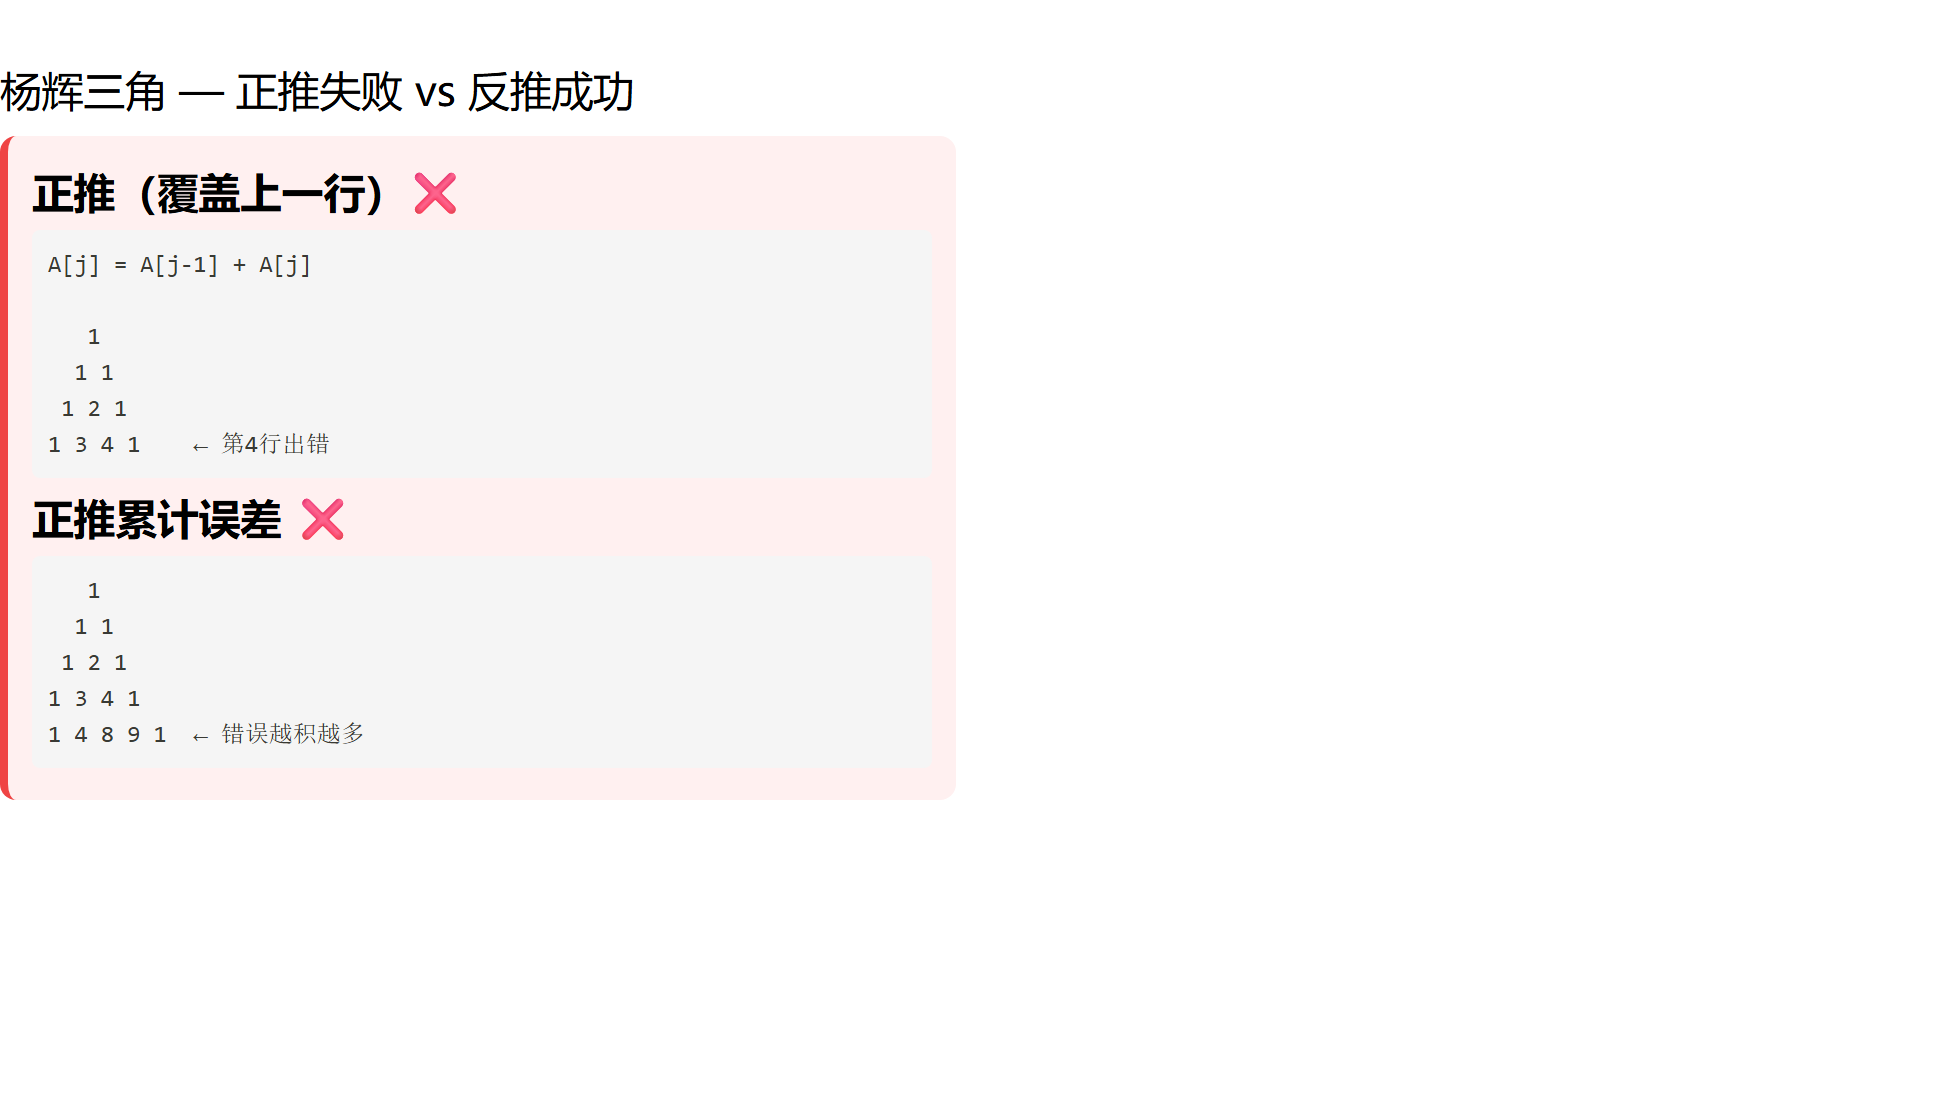 杨辉三角 — 正推失败 vs 反推成功
正推（覆盖上一行）❌
A[j] = A[j-1] + A[j]
1
1 1
1 2 1
1 3 4 1    ← 第4行出错
正推累计误差 ❌
1
1 1
1 2 1
1 3 4 1
1 4 8 9 1  ← 错误越积越多